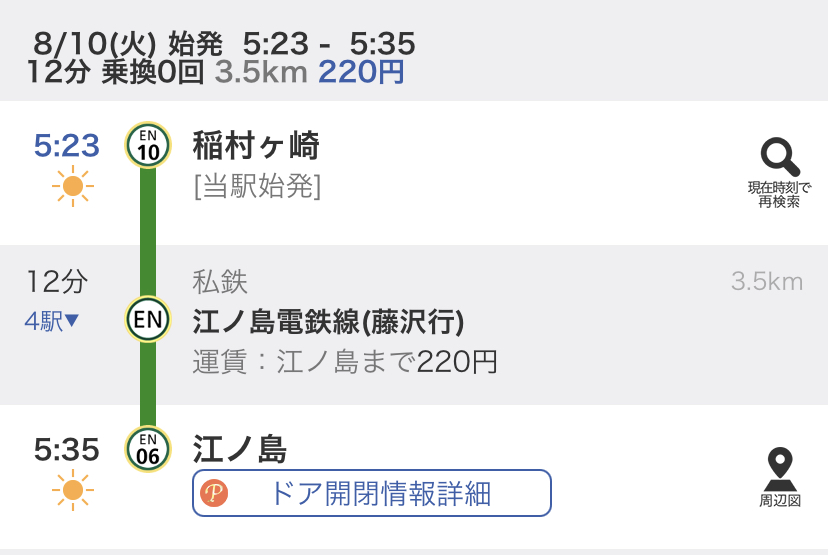 8/10(火) 始発 5:23 - 5:35
12分 乗換0回 3.5km 220円
5:23
EN
10
稲村ヶ崎
[当駅始発]
現在時刻で
再検索
12分
私鉄
3.5km
4駅▼
EN
江ノ島電鉄線(藤沢行)
運賃：江ノ島まで220円
5:35
EN
06
江ノ島
P
ドア開閉情報詳細
周辺図